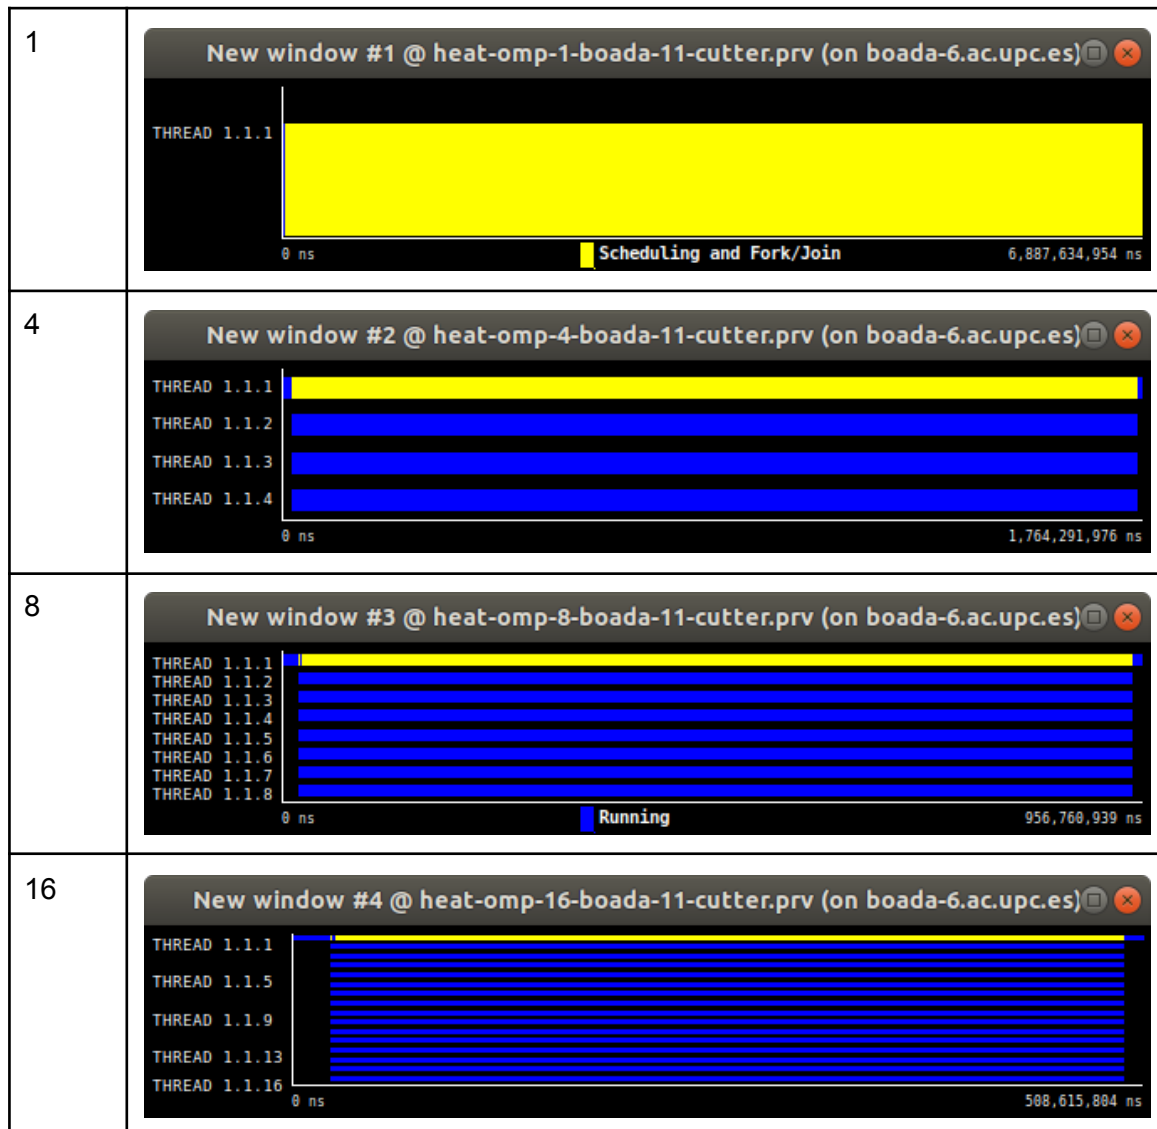 1
New window #1 @ heat-omp-1-boada-11-cutter.prv (on boada-6.ac.upc.es)
THREAD 1.1.1
0 ns
Scheduling and Fork/Join
6,887,634,954 ns
4
New window #2 @ heat-omp-4-boada-11-cutter.prv (on boada-6.ac.upc.es)
THREAD 1.1.1
THREAD 1.1.2
THREAD 1.1.3
THREAD 1.1.4
0 ns
1,764,291,976 ns
8
New window #3 @ heat-omp-8-boada-11-cutter.prv (on boada-6.ac.upc.es)
THREAD 1.1.1
THREAD 1.1.2
THREAD 1.1.3
THREAD 1.1.4
THREAD 1.1.5
THREAD 1.1.6
THREAD 1.1.7
THREAD 1.1.8
0 ns
Running
956,760,939 ns
16
New window #4 @ heat-omp-16-boada-11-cutter.prv (on boada-6.ac.upc.es)
THREAD 1.1.1
THREAD 1.1.5
THREAD 1.1.9
THREAD 1.1.13
THREAD 1.1.16
0 ns
508,615,804 ns